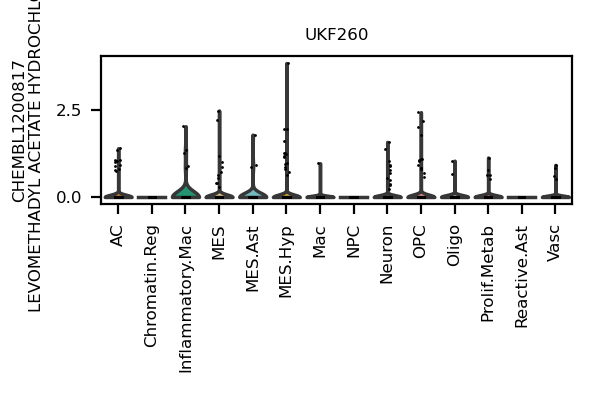 UKF260
CHEMBL1200817
LEVOMETHADYL ACETATE
2.5
0.0
AC
Chromatin.Reg
Inflammatory.Mac
MES
MES.Ast
MES.Hyp
Mac
NPC
Neuron
OPC
Oligo
Prolif.Metab
Reactive.Ast
Vasc